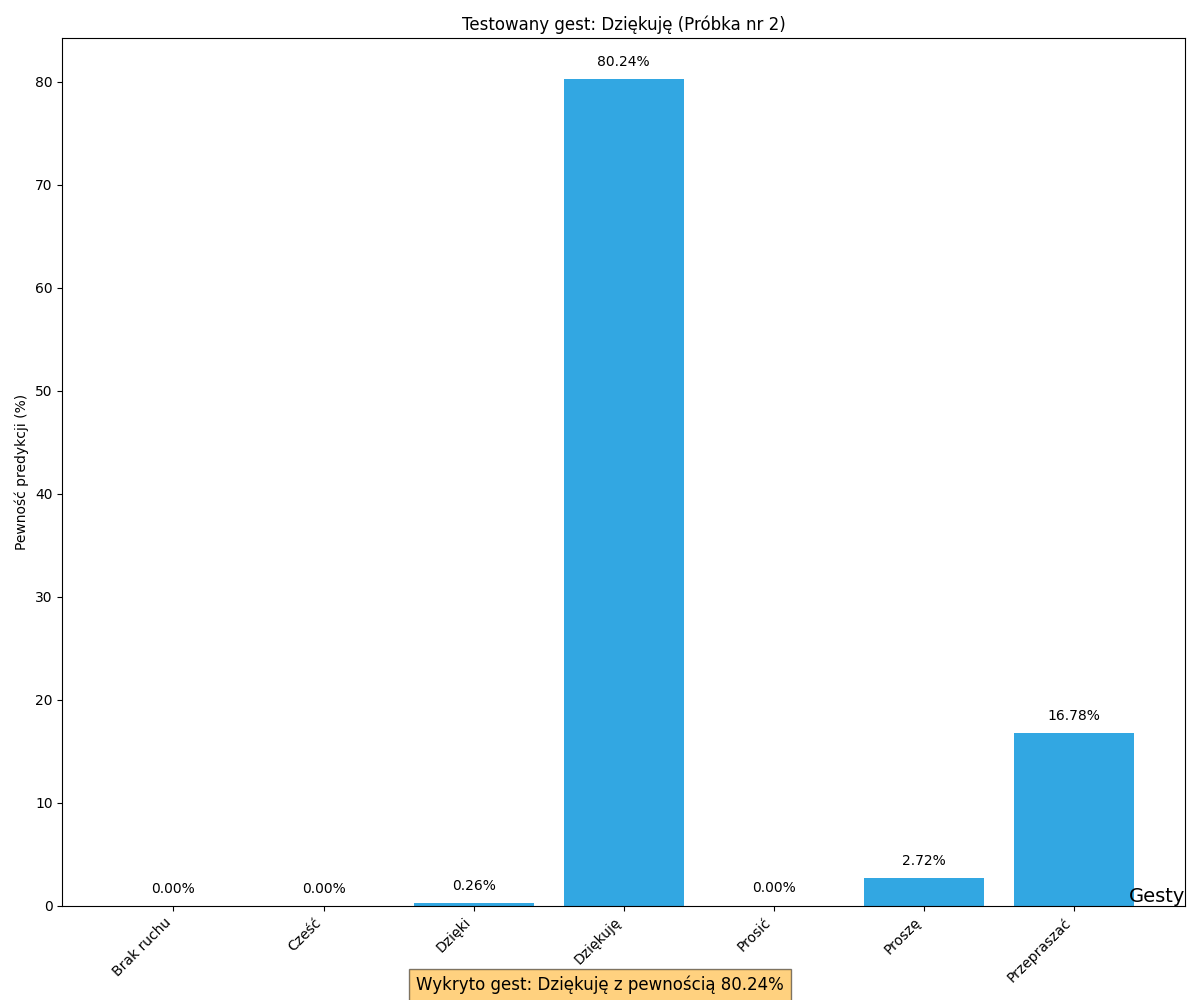 Testowany gest: Dziękuję (Próbka nr 2)
80.24%
80
70
60
50
40
30
20
10
0
Pewność predykcji (%)
16.78%
2.72%
0.26%
0.00%
0.00%
0.00%
Gesty
Brak ruchu
Cześć
Dzięki
Dziękuję
Prosić
Proszę
Przepraszać
Wykryto gest: Dziękuję z pewnością 80.24%